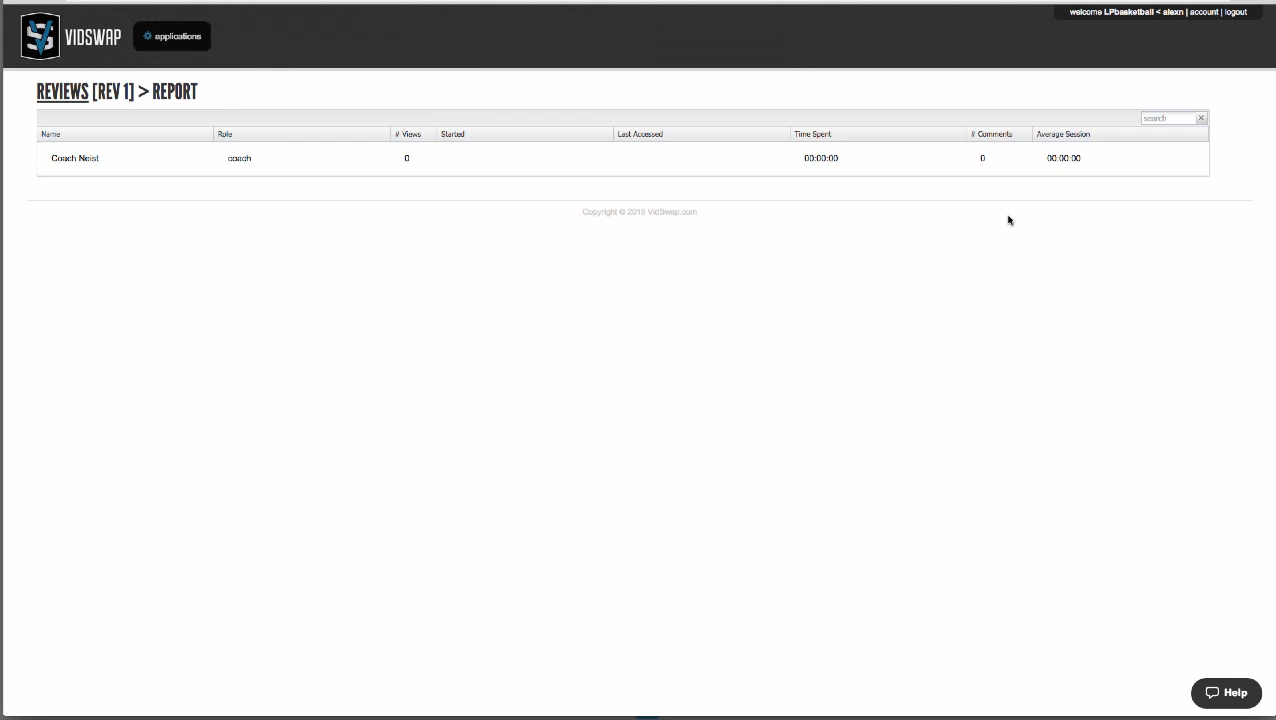 welcome LPbasketball < alexn | account | logout
VIDSWAP
applications
REVIEWS [REV 1] > REPORT
search
Name Role # Views Started Last Accessed Time Spent # Comments Average Session
Coach Neist coach 0 00:00:00 0 00:00:00
Copyright © 2015 VidSwap.com
Help